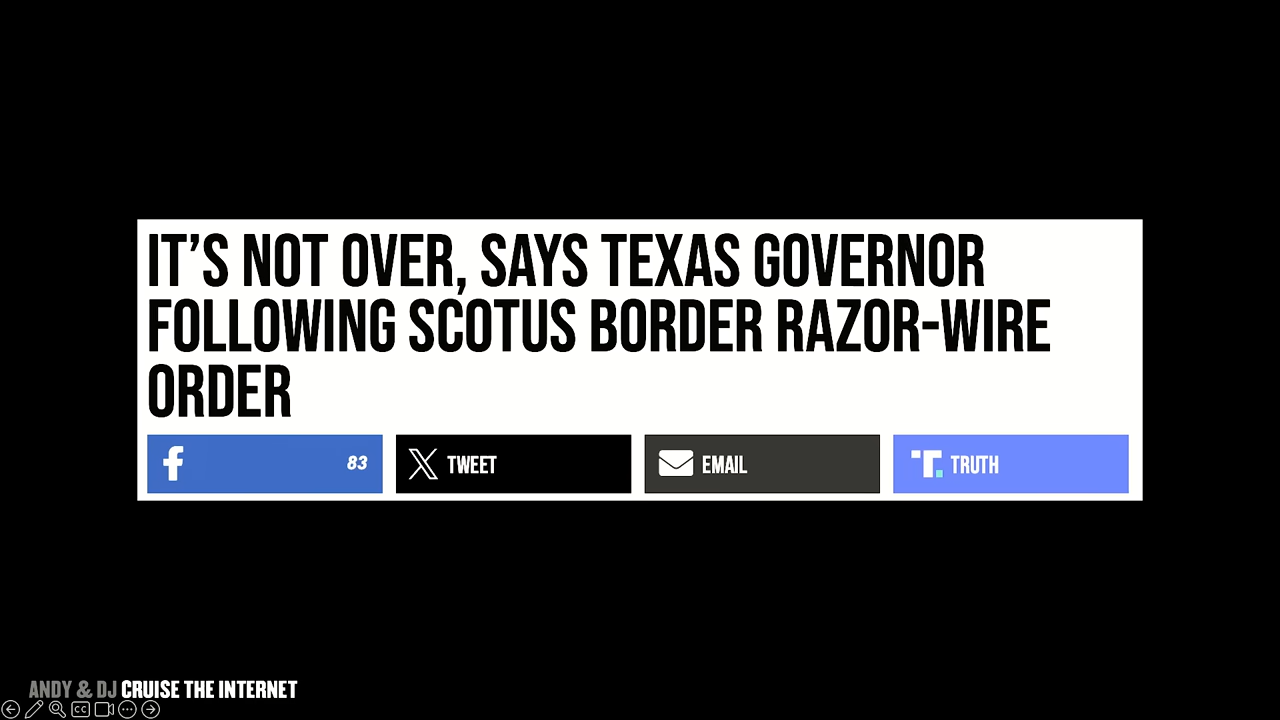 IT’S NOT OVER, SAYS TEXAS GOVERNOR
FOLLOWING SCOTUS BORDER RAZOR-WIRE
ORDER
83
TWEET
EMAIL
TRUTH
ANDY & DJ CRUISE THE INTERNET
CC